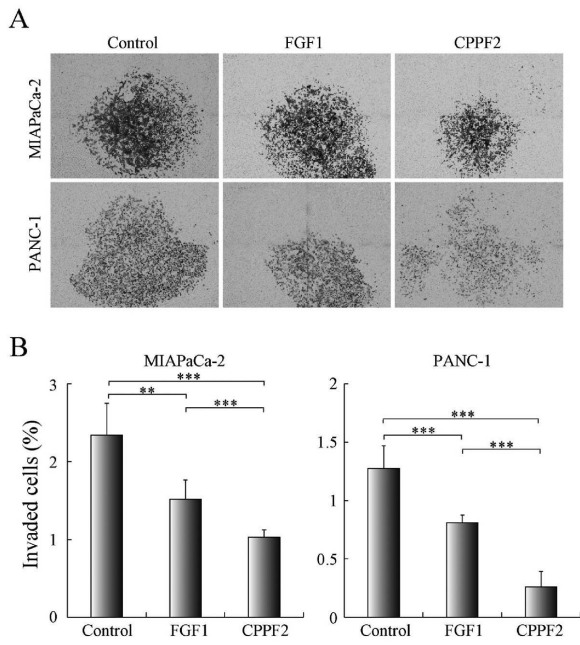 A
Control FGF1 CPPF2
MIAPaCa-2
PANC-1
B
MIAPaCa-2
PANC-1
Invaded cells (%)
3
2
1
0
***
**
***
Control FGF1 CPPF2
2
1.5
1
0.5
0
***
***
***
Control FGF1 CPPF2